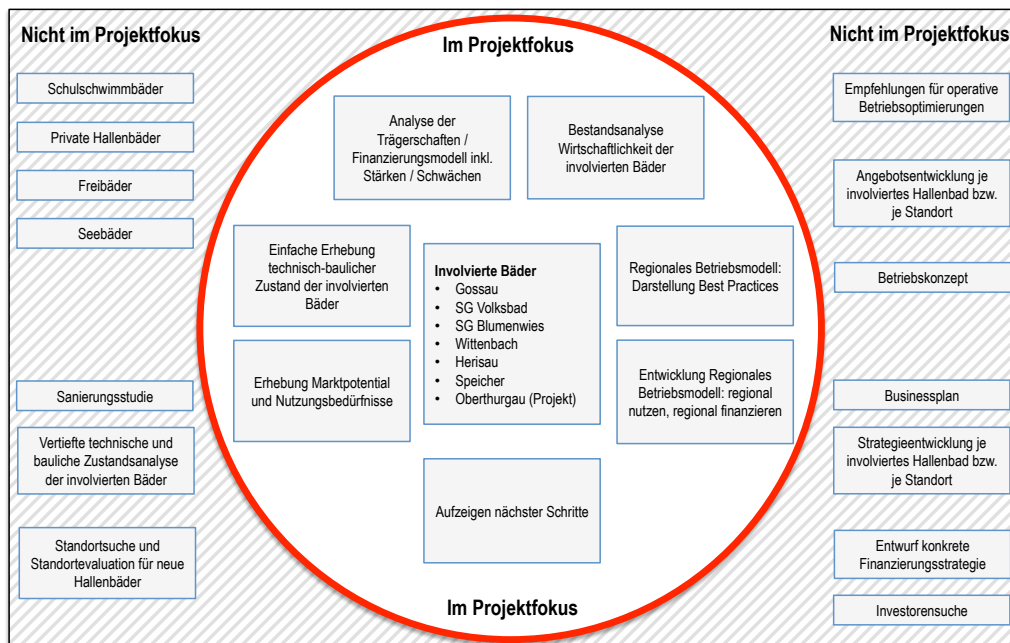 Nicht im Projektfokus
Schulschwimmbäder
Private Hallenbäder
Freibäder
Seebäder
Sanierungsstudie
Vertiefte technische und
bauliche Zustandsanalyse
der involvierten Bäder
Standortsuche und
Standortevaluation für neue
Hallenbäder
Im Projektfokus
Analyse der
Trägerschaften /
Finanzierungsmodell inkl.
Stärken / Schwächen
Bestandsanalyse
Wirtschaftlichkeit der
involvierten Bäder
Einfache Erhebung
technisch-baulicher
Zustand der involvierten
Bäder
Involvierte Bäder
• Gossau
• SG Volksbad
• SG Blumenwies
• Wittenbach
• Herisau
• Speicher
• Oberthurgau (Projekt)
Regionales Betriebsmodell:
Darstellung Best Practices
Erhebung Marktpotential
und Nutzungsbedürfnisse
Entwicklung Regionales
Betriebsmodell: regional
nutzen, regional finanzieren
Aufzeigen nächster Schritte
Im Projektfokus
Nicht im Projektfokus
Empfehlungen für operative
Betriebsoptimierungen
Angebotsentwicklung je
involviertes Hallenbad bzw.
je Standort
Betriebskonzept
Businessplan
Strategieentwicklung je
involviertes Hallenbad bzw.
je Standort
Entwurf konkrete
Finanzierungsstrategie
Investorensuche